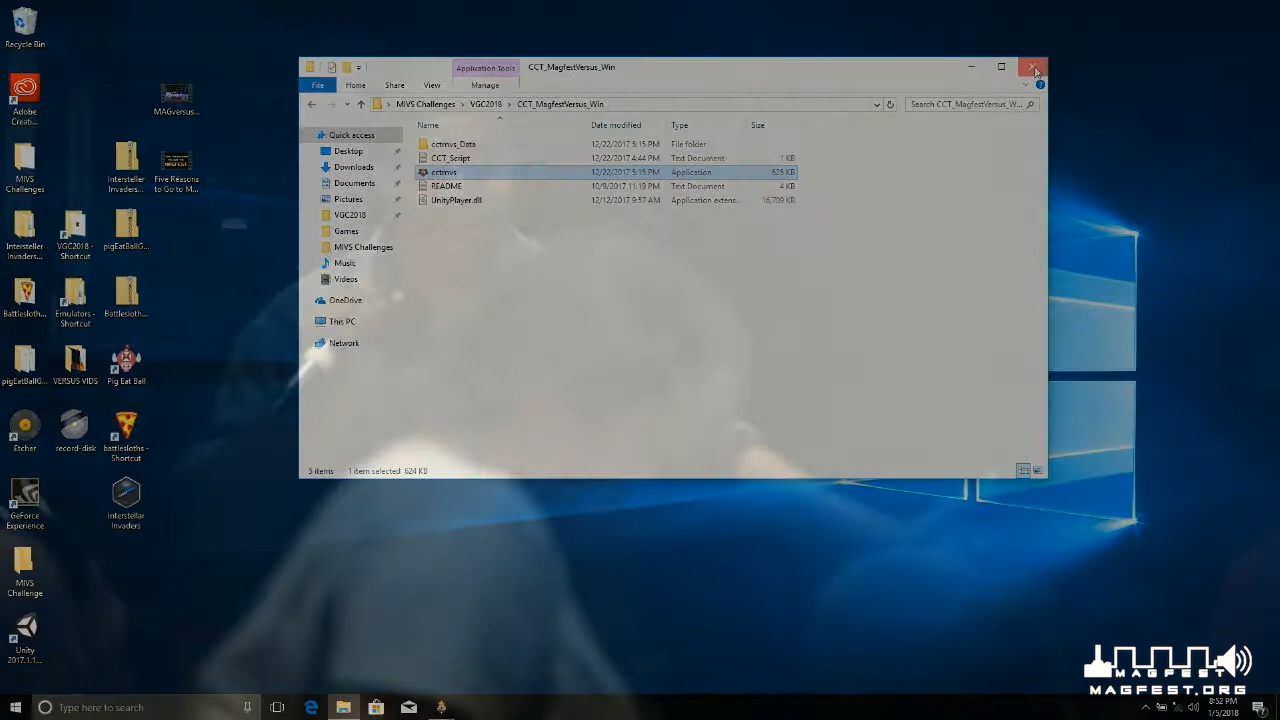 Recycle Bin
Adobe
Creati...
MIVS
Challenges
Intersteller
Invaders...
Battlesloth...
pigEatBallG...
Etcher
GeForce
Experience
MIVS
Challenge
Unity
2017.1.1...
VGC2018 -
Shortcut
Emulators -
Shortcut
VERSUS VIDS
record-disk
Intersteller
Invaders...
pigEatBallG...
Battlesloth...
Pig Eat Ball
battlesloths -
Shortcut
Interstellar
Invaders
MAGversus...
Five Reasons
to Go to M...
Application Tools
CCT_MagfestVersus_Win
File
Home
Share
View
Manage
MIVS Challenges > VGC2018 > CCT_MagfestVersus_Win
Search CCT_MagfestVersus_W...
Quick access
Desktop
Downloads
Documents
Pictures
VGC2018
Games
MIVS Challenges
Music
Videos
OneDrive
This PC
Network
Name Date modified Type Size
cctmvs_Data 12/22/2017 5:15 PM File folder
CCT_Script 12/22/2017 4:44 PM Text Document 1 KB
cctmvs 12/22/2017 5:15 PM Application 625 KB
README 10/9/2017 11:19 PM Text Document 4 KB
UnityPlayer.dll 12/12/2017 9:57 AM Application extens... 16,709 KB
5 items 1 item selected 624 KB
MAGFEST
MAGFEST.ORG
Type here to search
8:52 PM
1/5/2018